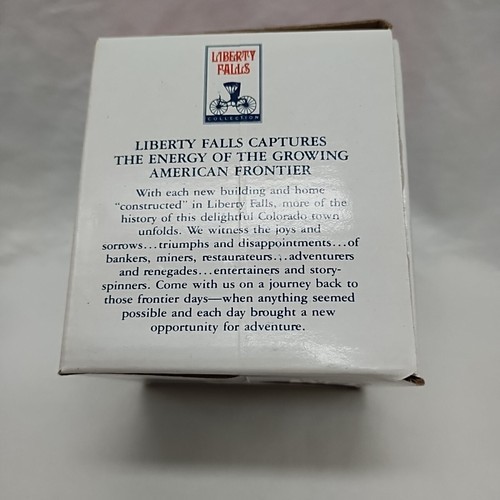 LIBERTY
FALLS
COLLECTION
LIBERTY FALLS CAPTURES
THE ENERGY OF THE GROWING
AMERICAN FRONTIER
With each new building and home
"constructed" in Liberty Falls, more of the
history of this delightful Colorado town
unfolds. We witness the joys and
sorrows...triumphs and disappointments...of
bankers, miners, restaurateurs...adventurers
and renegades...entertainers and story-
spinners. Come with us on a journey back to
those frontier days—when anything seemed
possible and each day brought a new
opportunity for adventure.